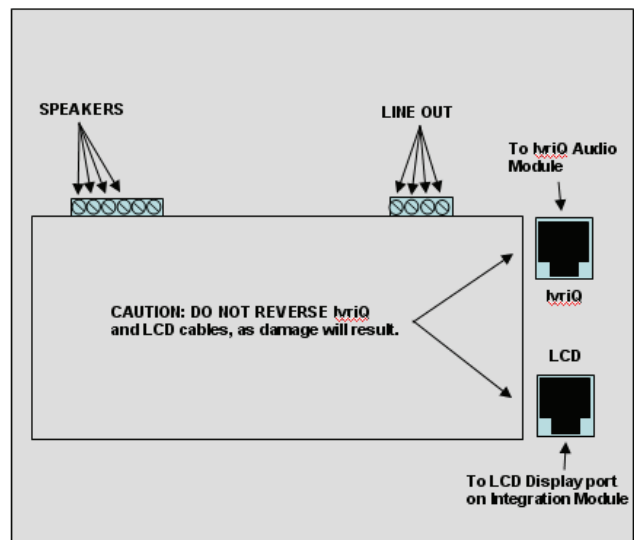 SPEAKERS
LINE OUT
To IvriQ Audio
Module
IvriQ
CAUTION: DO NOT REVERSE IvriQ
and LCD cables, as damage will result.
LCD
To LCD Display port
on Integration Module